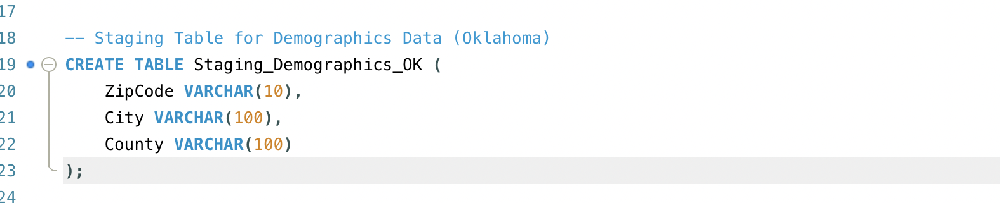 17
18 -- Staging Table for Demographics Data (Oklahoma)
19 CREATE TABLE Staging_Demographics_OK (
20 ZipCode VARCHAR(10),
21 City VARCHAR(100),
22 County VARCHAR(100)
23 );
24